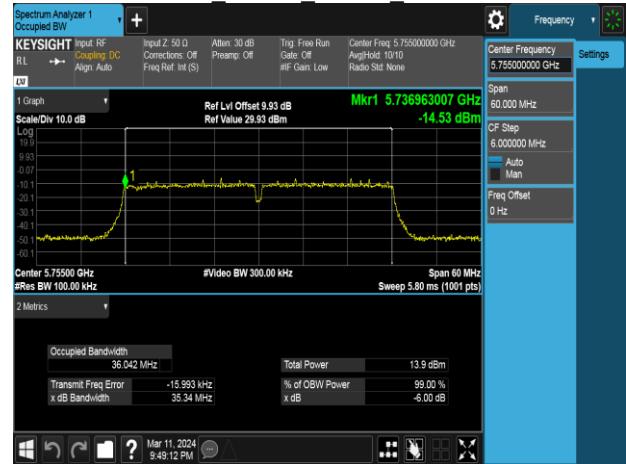 Spectrum Analyzer 1
Occupied BW
+
Frequency
KEYSIGHT
RL
LXI
Input: RF
Coupling: DC
Align: Auto
Input Z: 50 Ω
Corrections: Off
Freq Ref: Int (S)
Atten: 30 dB
Preamp: Off
Trig: Free Run
Gate: Off
#IF Gain: Low
Center Freq: 5.755000000 GHz
Avg|Hold: 10/10
Radio Std: None
Center Frequency
5.755000000 GHz
Settings
Span
60.000 MHz
CF Step
6.000000 MHz
Auto
Man
Freq Offset
0 Hz
1 Graph
Scale/Div 10.0 dB
Ref Lvl Offset 9.93 dB
Ref Value 29.93 dBm
Mkr1 5.736963007 GHz
-14.53 dBm
Log
19.9
9.93
-0.07
-10.1
-20.1
-30.1
-40.1
-50.1
-60.1
1
Center 5.75500 GHz
#Res BW 100.00 kHz
#Video BW 300.00 kHz
Span 60 MHz
Sweep 5.80 ms (1001 pts)
2 Metrics
Occupied Bandwidth
36.042 MHz
Transmit Freq Error -15.993 kHz
x dB Bandwidth 35.34 MHz
Total Power 13.9 dBm
% of OBW Power 99.00 %
x dB -6.00 dB
?
Mar 11, 2024
9:49:12 PM